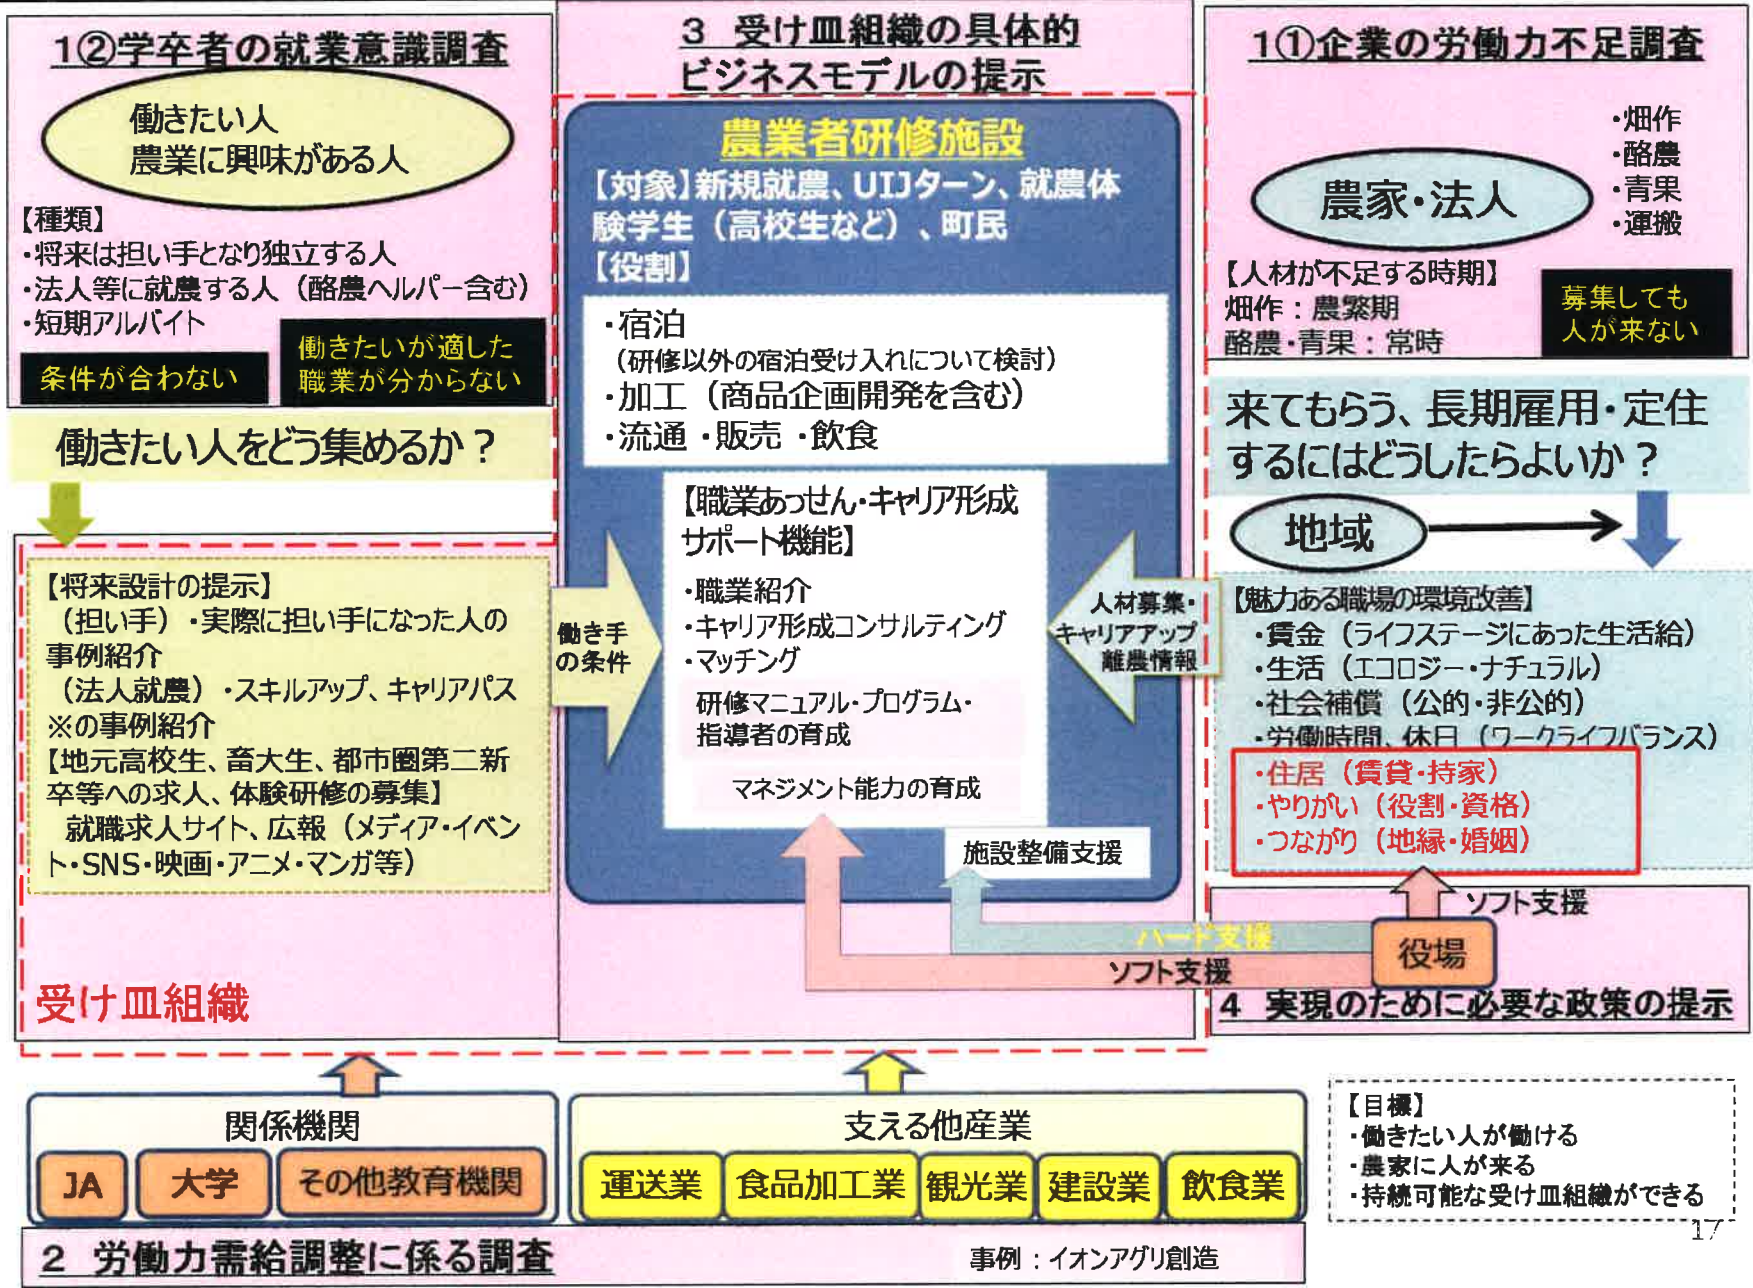 1②学卒者の就業意識調査
働きたい人
農業に興味がある人
【種類】
・将来は担い手となり独立する人
・法人等に就農する人（酪農ヘルパー含む）
・短期アルバイト
条件が合わない
働きたいが適した
職業が分からない
働きたい人をどう集めるか？
【将来設計の提示】
（担い手）・実際に担い手になった人の
事例紹介
（法人就農）・スキルアップ、キャリアパス
※の事例紹介
【地元高校生、畜大生、都市圏第二新
卒等への求人、体験研修の募集】
就職求人サイト、広報（メディア・イベン
ト・SNS・映画・アニメ・マンガ等）
受け皿組織
3 受け皿組織の具体的
ビジネスモデルの提示
農業者研修施設
【対象】新規就農、UIJターン、就農体
験学生（高校生など）、町民
【役割】
・宿泊
（研修以外の宿泊受け入れについて検討）
・加工（商品企画開発を含む）
・流通・販売・飲食
【職業あっせん・キャリア形成
サポート機能】
・職業紹介
・キャリア形成コンサルティング
・マッチング
研修マニュアル・プログラム・
指導者の育成
マネジメント能力の育成
働き手
の条件
人材募集・
キャリアアップ
離農情報
施設整備支援
ハード支援
ソフト支援
1①企業の労働力不足調査
・畑作
・酪農
・青果
・運搬
農家・法人
【人材が不足する時期】
畑作：農繁期
酪農・青果：常時
募集しても
人が来ない
来てもらう、長期雇用・定住
するにはどうしたらよいか？
地域
【魅力ある職場の環境改善】
・賃金（ライフステージにあった生活給）
・生活（エコロジー・ナチュラル）
・社会補償（公的・非公的）
・労働時間、休日（ワークライフバランス）
・住居（賃貸・持家）
・やりがい（役割・資格）
・つながり（地縁・婚姻）
ソフト支援
役場
4 実現のために必要な政策の提示
関係機関
JA
大学
その他教育機関
支える他産業
運送業
食品加工業
観光業
建設業
飲食業
2 労働力需給調整に係る調査
事例：イオンアグリ創造
【目標】
・働きたい人が働ける
・農家に人が来る
・持続可能な受け皿組織ができる
17